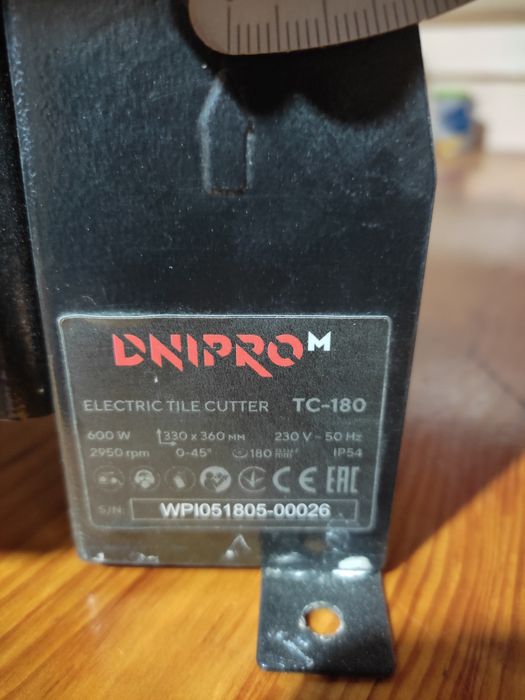 DNIPRO M
ELECTRIC TILE CUTTER TC-180
600 W 330 x 360 мм 230 V ~ 50 Hz
2950 rpm 0-45° 180 IP54
CE EAC
S/N: WPI051805-00026